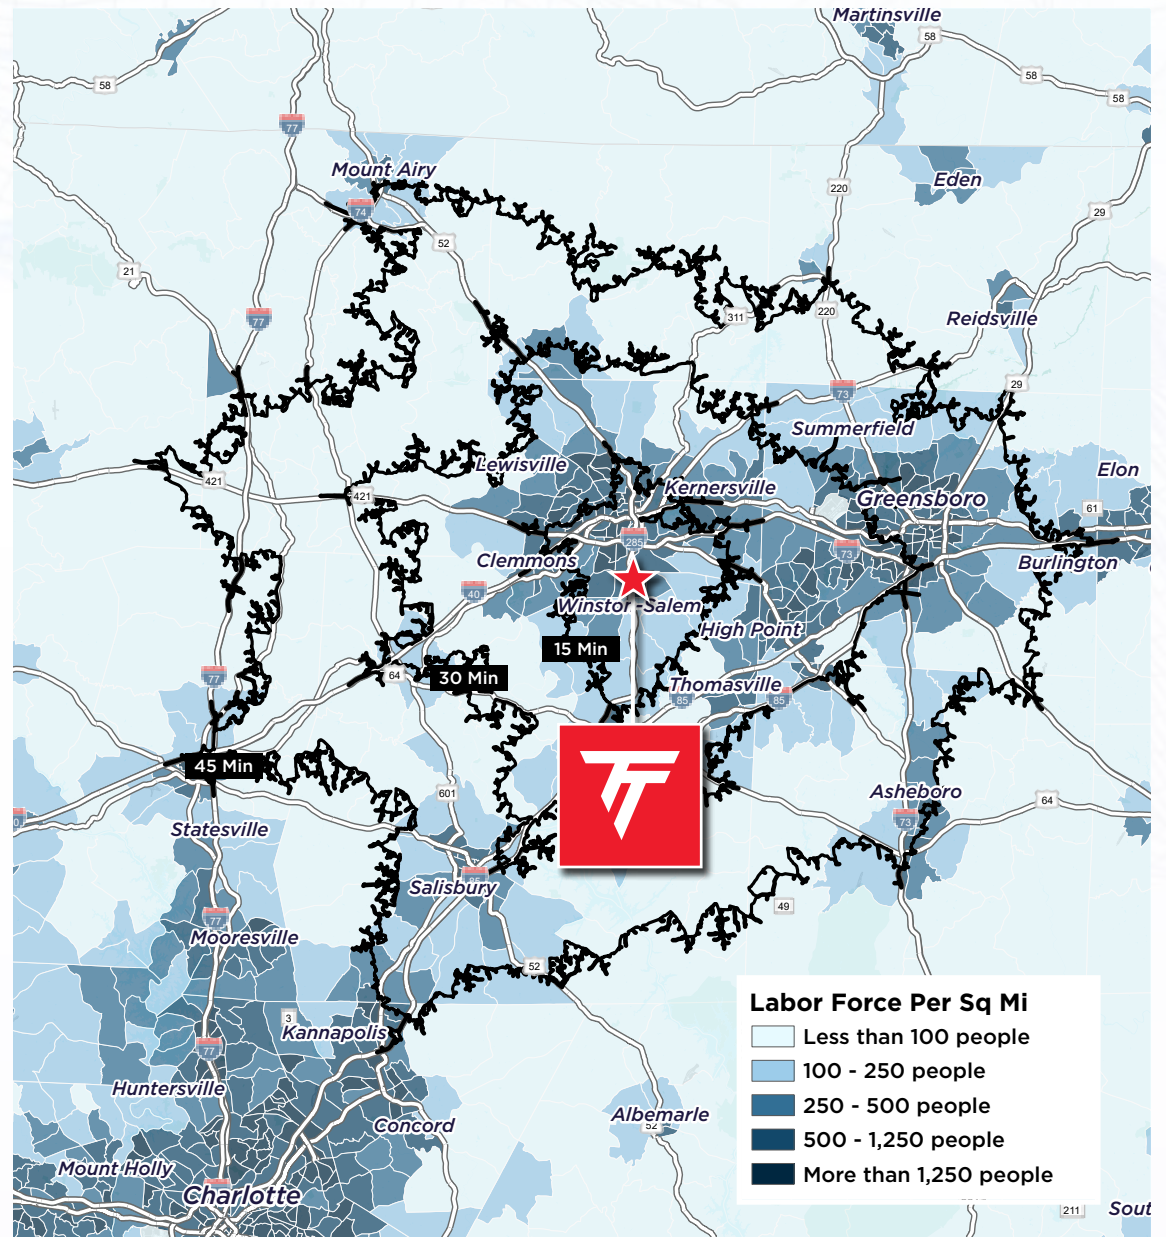 Martinsville
58
58
58
58
77
Mount Airy
Eden
220
74
29
52
21
77
311
220
Reidsville
29
73
Summerfield
Lewisville
Elon
421
421
Kernersville
Greensboro
61
285
73
Clemmons
Burlington
40
Winston-Salem
High Point
15 Min
77
64
30 Min
Thomasville
85
85
45 Min
601
Asheboro
64
Statesville
73
85
Salisbury
49
77
Mooresville
52
Labor Force Per Sq Mi
Less than 100 people
100 - 250 people
250 - 500 people
500 - 1,250 people
More than 1,250 people
3
Kannapolis
77
Huntersville
Albemarle
52
Concord
Mount Holly
Charlotte
211
Sout